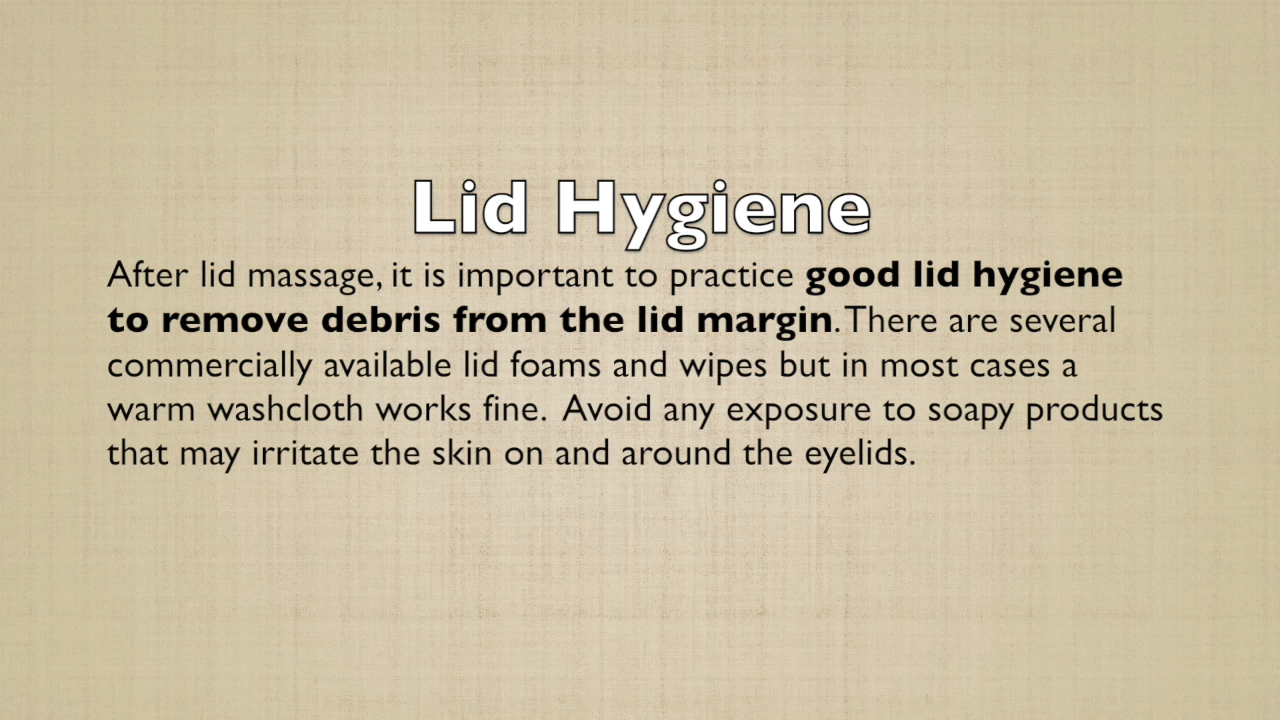 Lid Hygiene
After lid massage, it is important to practice good lid hygiene
to remove debris from the lid margin. There are several
commercially available lid foams and wipes but in most cases a
warm washcloth works fine.  Avoid any exposure to soapy products
that may irritate the skin on and around the eyelids.